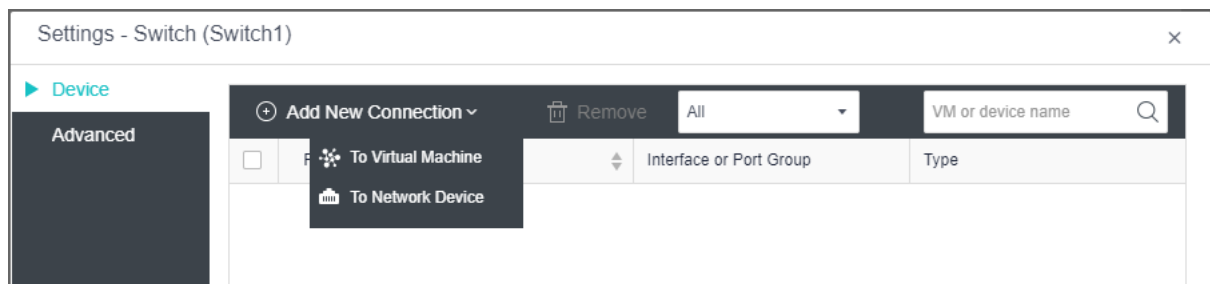 Settings - Switch (Switch1)
Device
Advanced
Add New Connection
Remove
All
VM or device name
To Virtual Machine
To Network Device
Interface or Port Group
Type